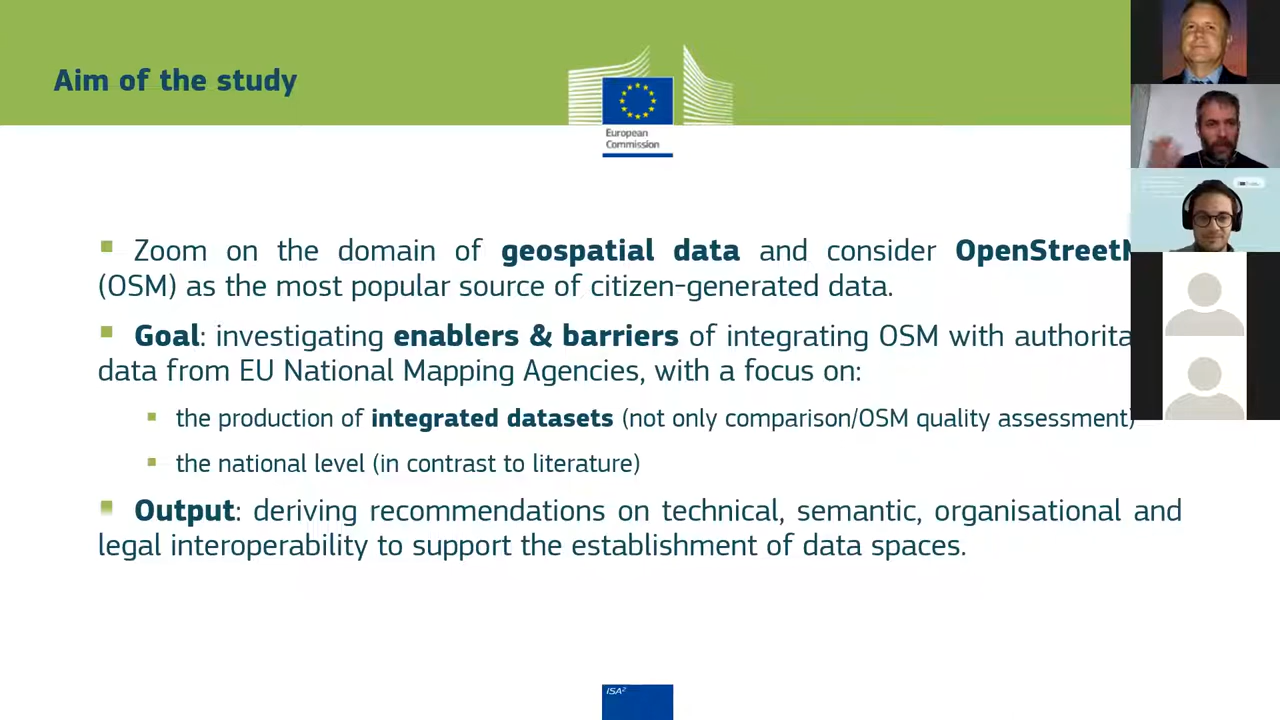 Aim of the study
European
Commission
Zoom on the domain of geospatial data and consider
(OSM) as the most popular source of citizen-generated data.
Goal: investigating enablers & barriers of integrating OSM with
data from EU National Mapping Agencies, with a focus on:
the production of integrated datasets (not only comparison/OSM quality assessment)
the national level (in contrast to literature)
Output: deriving recommendations on technical, semantic, organisational and
legal interoperability to support the establishment of data spaces.
ISA²